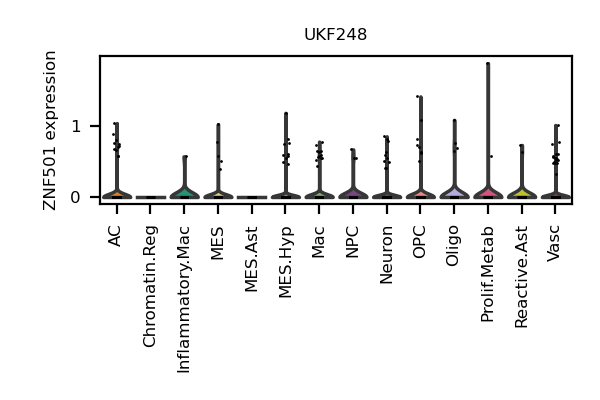 UKF248
ZNF501 expression
1
0
AC
Chromatin.Reg
Inflammatory.Mac
MES
MES.Ast
MES.Hyp
Mac
NPC
Neuron
OPC
Oligo
Prolif.Metab
Reactive.Ast
Vasc